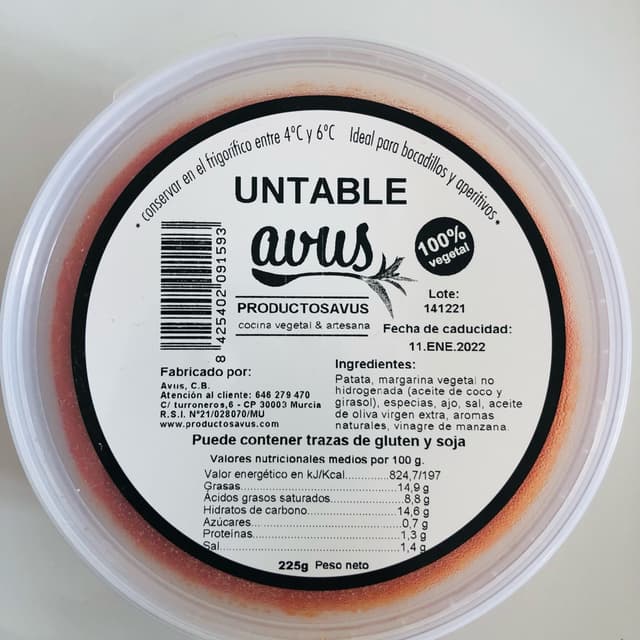 • conservar en el frigorífico entre 4ºC y 6ºC Ideal para bocadillos y aperitivos •
UNTABLE
avus
100%
vegetal
PRODUCTOSAVUS
cocina vegetal & artesana
8 425402 091593
Lote:
141221
Fecha de caducidad:
11.ENE.2022
Fabricado por:
Avus, C.B.
Atención al cliente: 646 279 470
C/ turroneros,6 - CP 30003 Murcia
R.S.I. Nº21/028070/MU
www.productosavus.com
Ingredientes:
Patata, margarina vegetal no
hidrogenada (aceite de coco y
girasol), especias, ajo, sal, aceite
de oliva virgen extra, aromas
naturales, vinagre de manzana.
Puede contener trazas de gluten y soja
Valores nutricionales medios por 100 g.
Valor energético en kJ/Kcal............824,7/197
Grasas............14,9 g
Ácidos grasos saturados............8,8 g
Hidratos de carbono............14,6 g
Azúcares............0,7 g
Proteinas............1,3 g
Sal............1,4 g
225g Peso neto